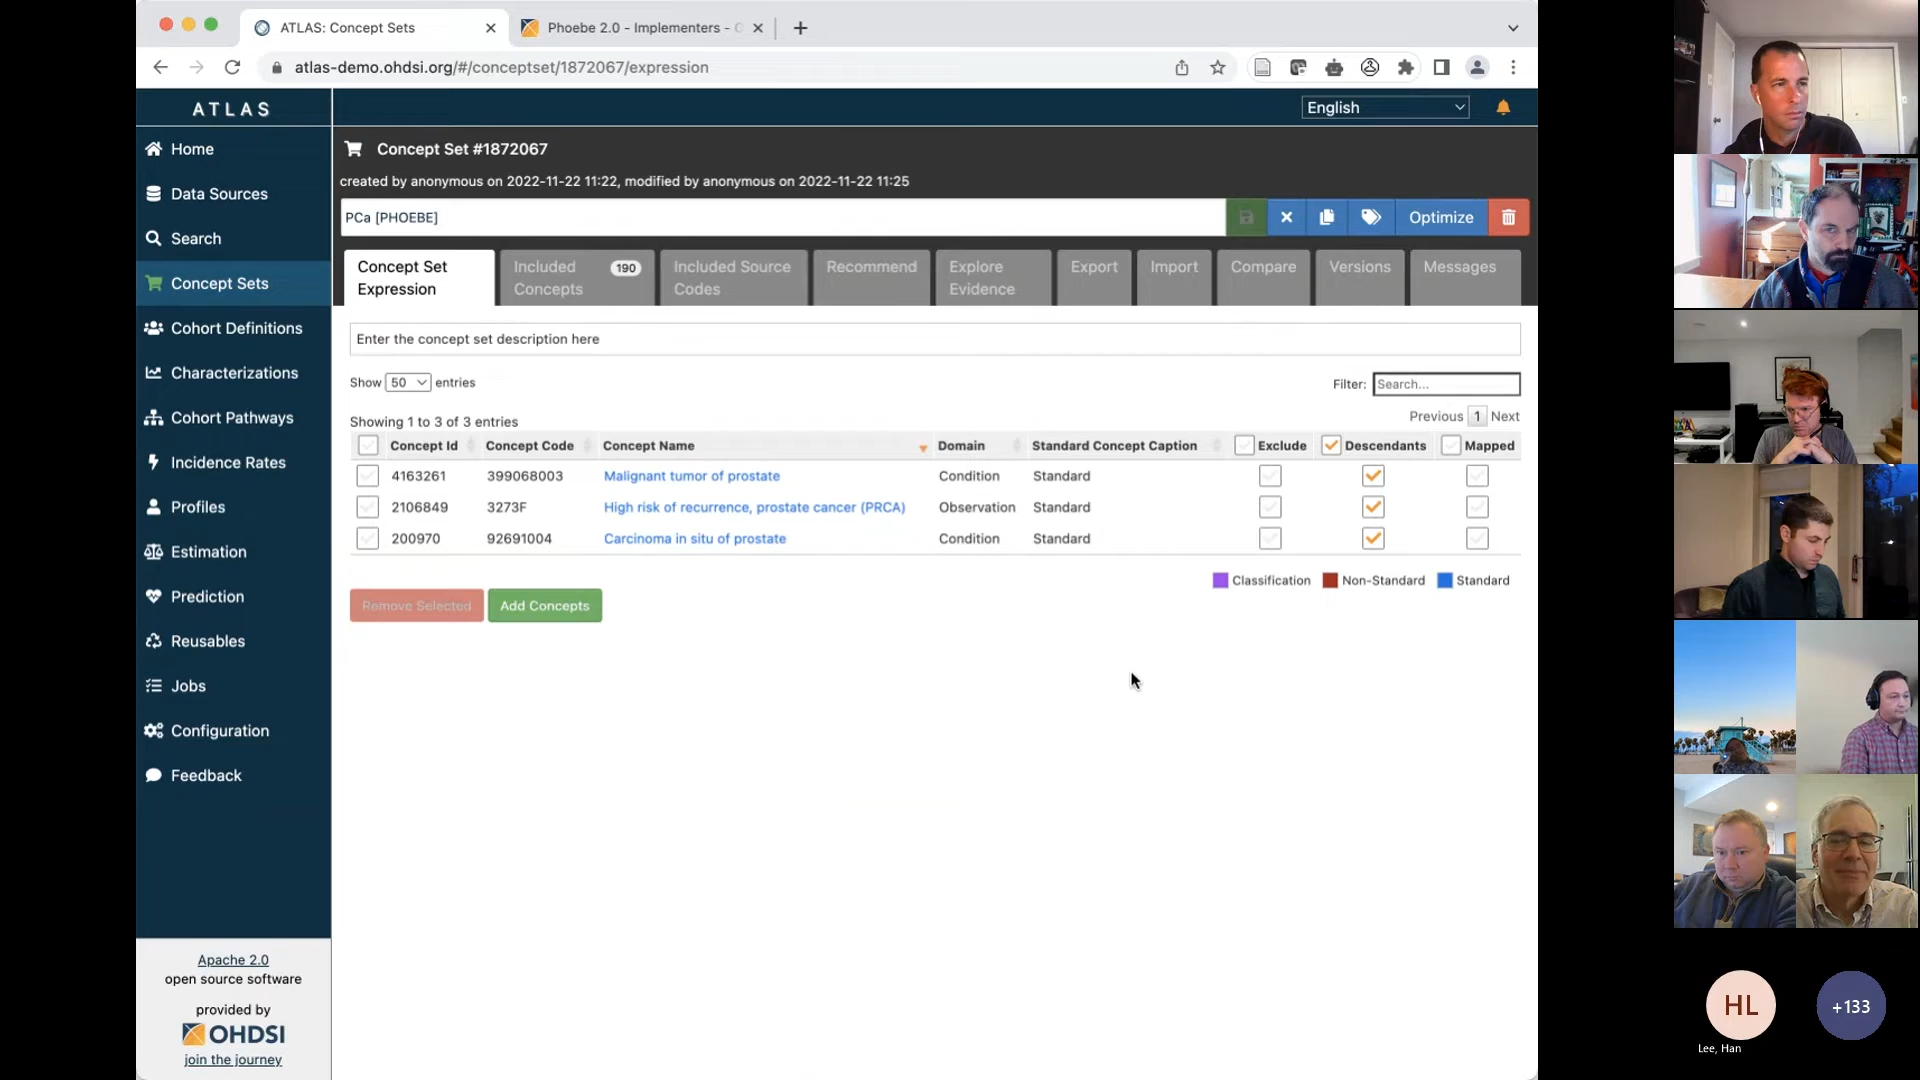 ATLAS: Concept Sets
Phoebe 2.0 - Implementers -
atlas-demo.ohdsi.org/#/conceptset/1872067/expression
ATLAS
English
Home
Data Sources
Search
Concept Sets
Cohort Definitions
Characterizations
Cohort Pathways
Incidence Rates
Profiles
Estimation
Prediction
Reusables
Jobs
Configuration
Feedback
Apache 2.0
open source software
provided by
OHDSI
join the journey
Concept Set #1872067
created by anonymous on 2022-11-22 11:22, modified by anonymous on 2022-11-22 11:25
PCa [PHOEBE]
Optimize
Concept Set Expression
Included Concepts 190
Included Source Codes
Recommend
Explore Evidence
Export
Import
Compare
Versions
Messages
Enter the concept set description here
Show 50 entries
Filter: Search...
Showing 1 to 3 of 3 entries
Previous 1 Next
Concept Id Concept Code Concept Name Domain Standard Concept Caption Exclude Descendants Mapped
4163261 399068003 Malignant tumor of prostate Condition Standard
2106849 3273F High risk of recurrence, prostate cancer (PRCA) Observation Standard
200970 92691004 Carcinoma in situ of prostate Condition Standard
Classification Non-Standard Standard
Remove Selected Add Concepts
HL
Lee, Han
+133